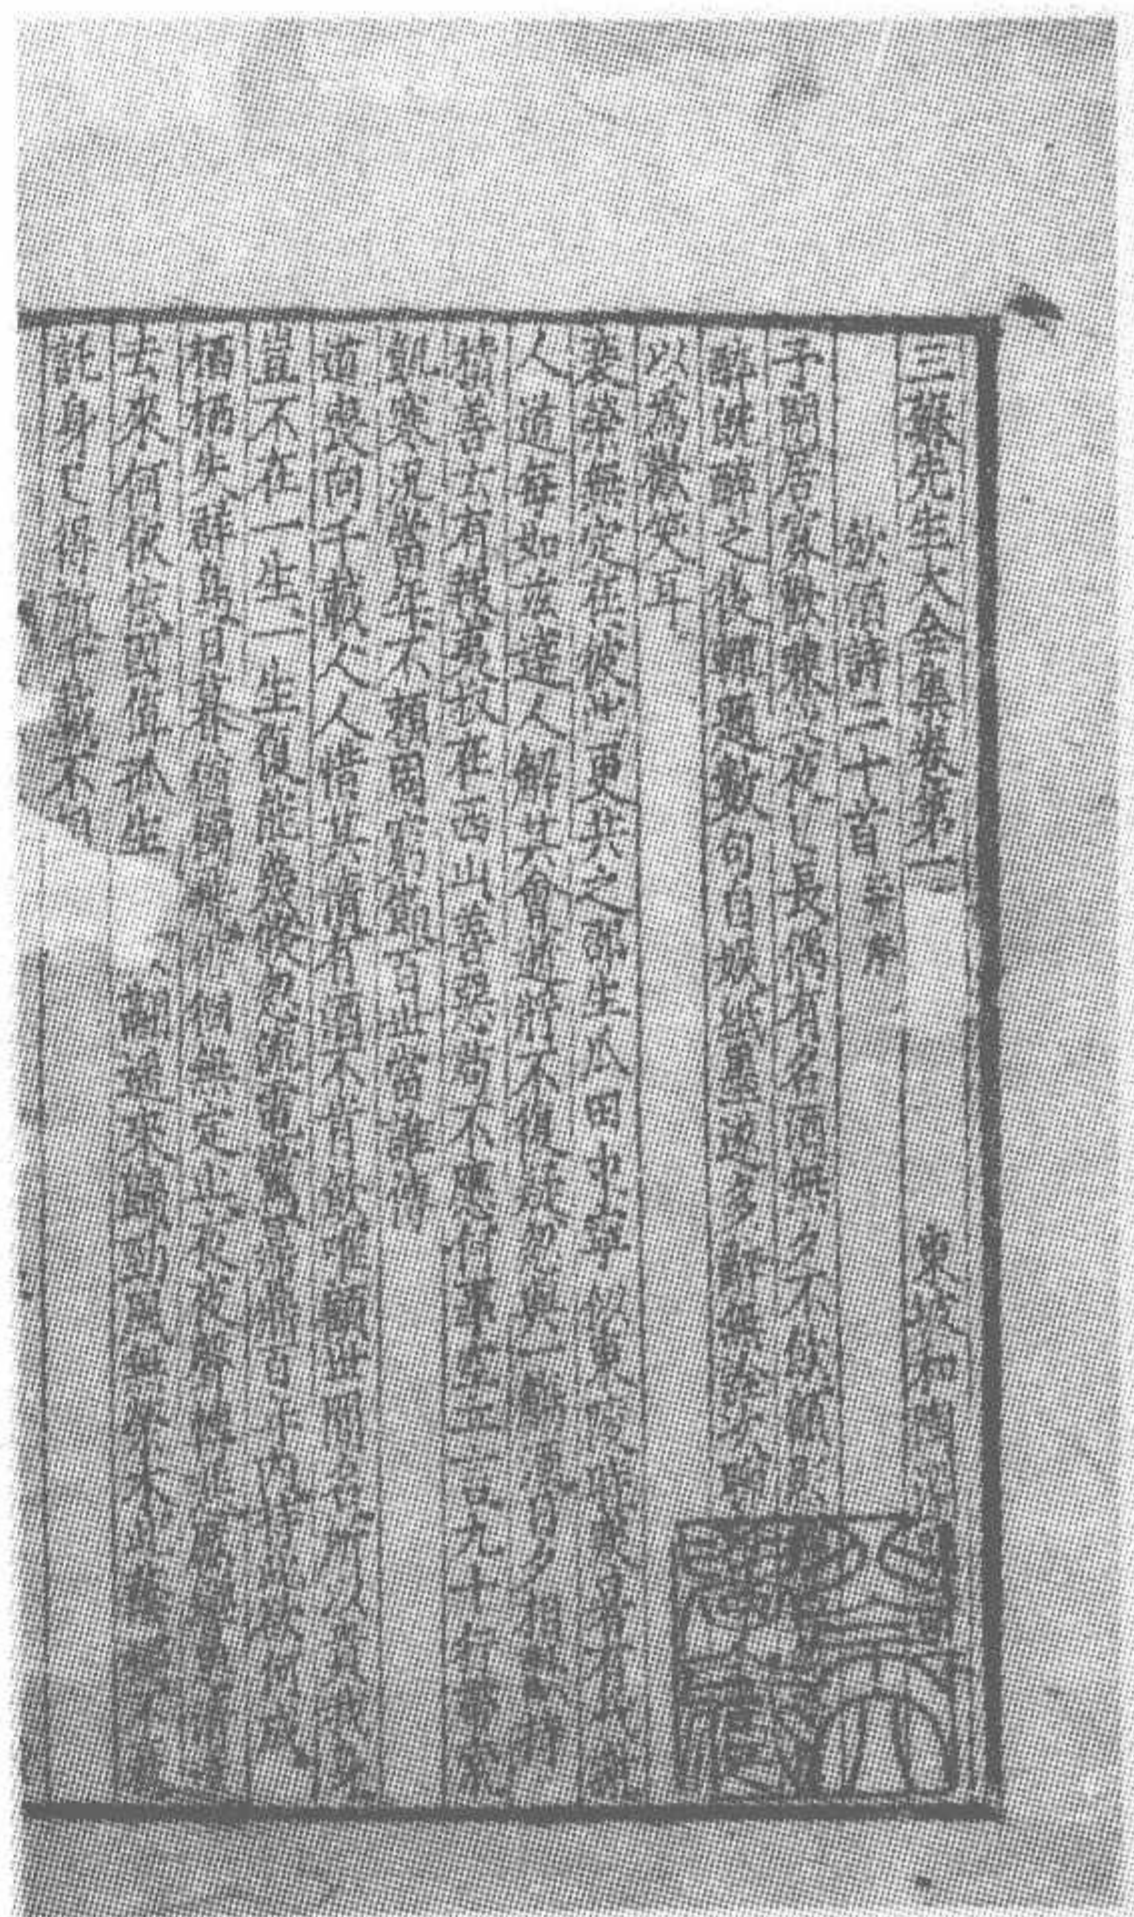 三蘇先生大全集卷第一 東坡和陶淵明
飲酒詩二十首并序
予閑居寡歡兼夜已長偶有名酒無夕不飲顧影
醉既醉之後輒題數句自娛紙墨遂多辭無詮次聊
以為歡笑耳
衰榮無定在彼此更共之邵生瓜田中寧似東陵時寒暑有代謝
人道每如茲達人解其會逝將不復疑忽與一觴酒日夕相歡持
積善云有報夷叔在西山善惡苟不應何事空立言九十行帶索
飢寒況當年不賴固窮節百世當誰傳
道喪向千載人人惜其情有酒不肯飲唯顧世間名所以貴我身
豈不在一生一生復能幾倏忽流電驚鼎鼎百年內持此欲何成
栖栖失群鳥日暮猶獨飛徘徊無定止夜夜聲轉悲厲響思清遠
去來何依依因值孤生 翮遙來歸勁風無榮木此蔭獨不衰
託身已得所千載不相